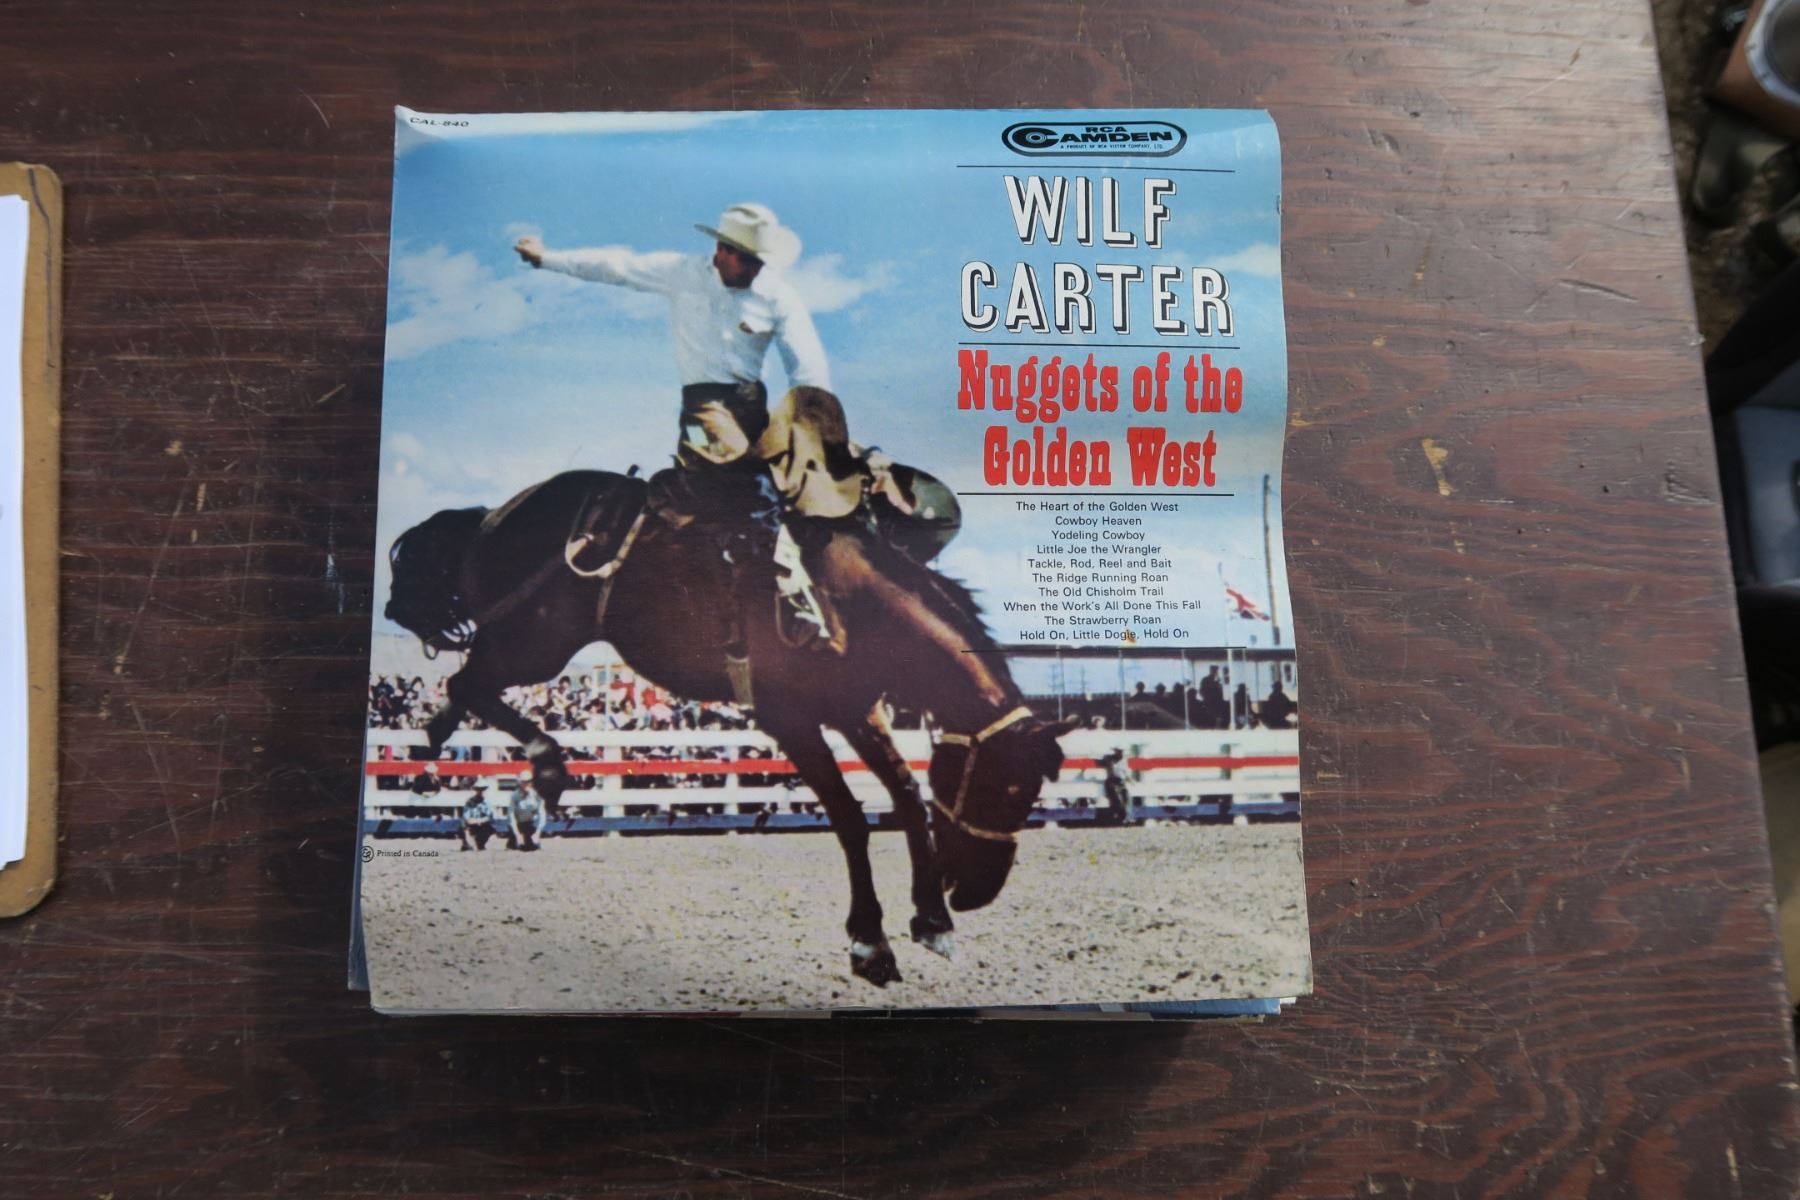 CAL-840
RCA
CAMDEN
A PRODUCT OF RCA VICTOR COMPANY, LTD.
WILF
CARTER
Nuggets of the
Golden West
The Heart of the Golden West
Cowboy Heaven
Yodeling Cowboy
Little Joe the Wrangler
Tackle, Rod, Reel and Bait
The Ridge Running Roan
The Old Chisholm Trail
When the Work's All Done This Fall
The Strawberry Roan
Hold On, Little Dogie, Hold On
Printed in Canada